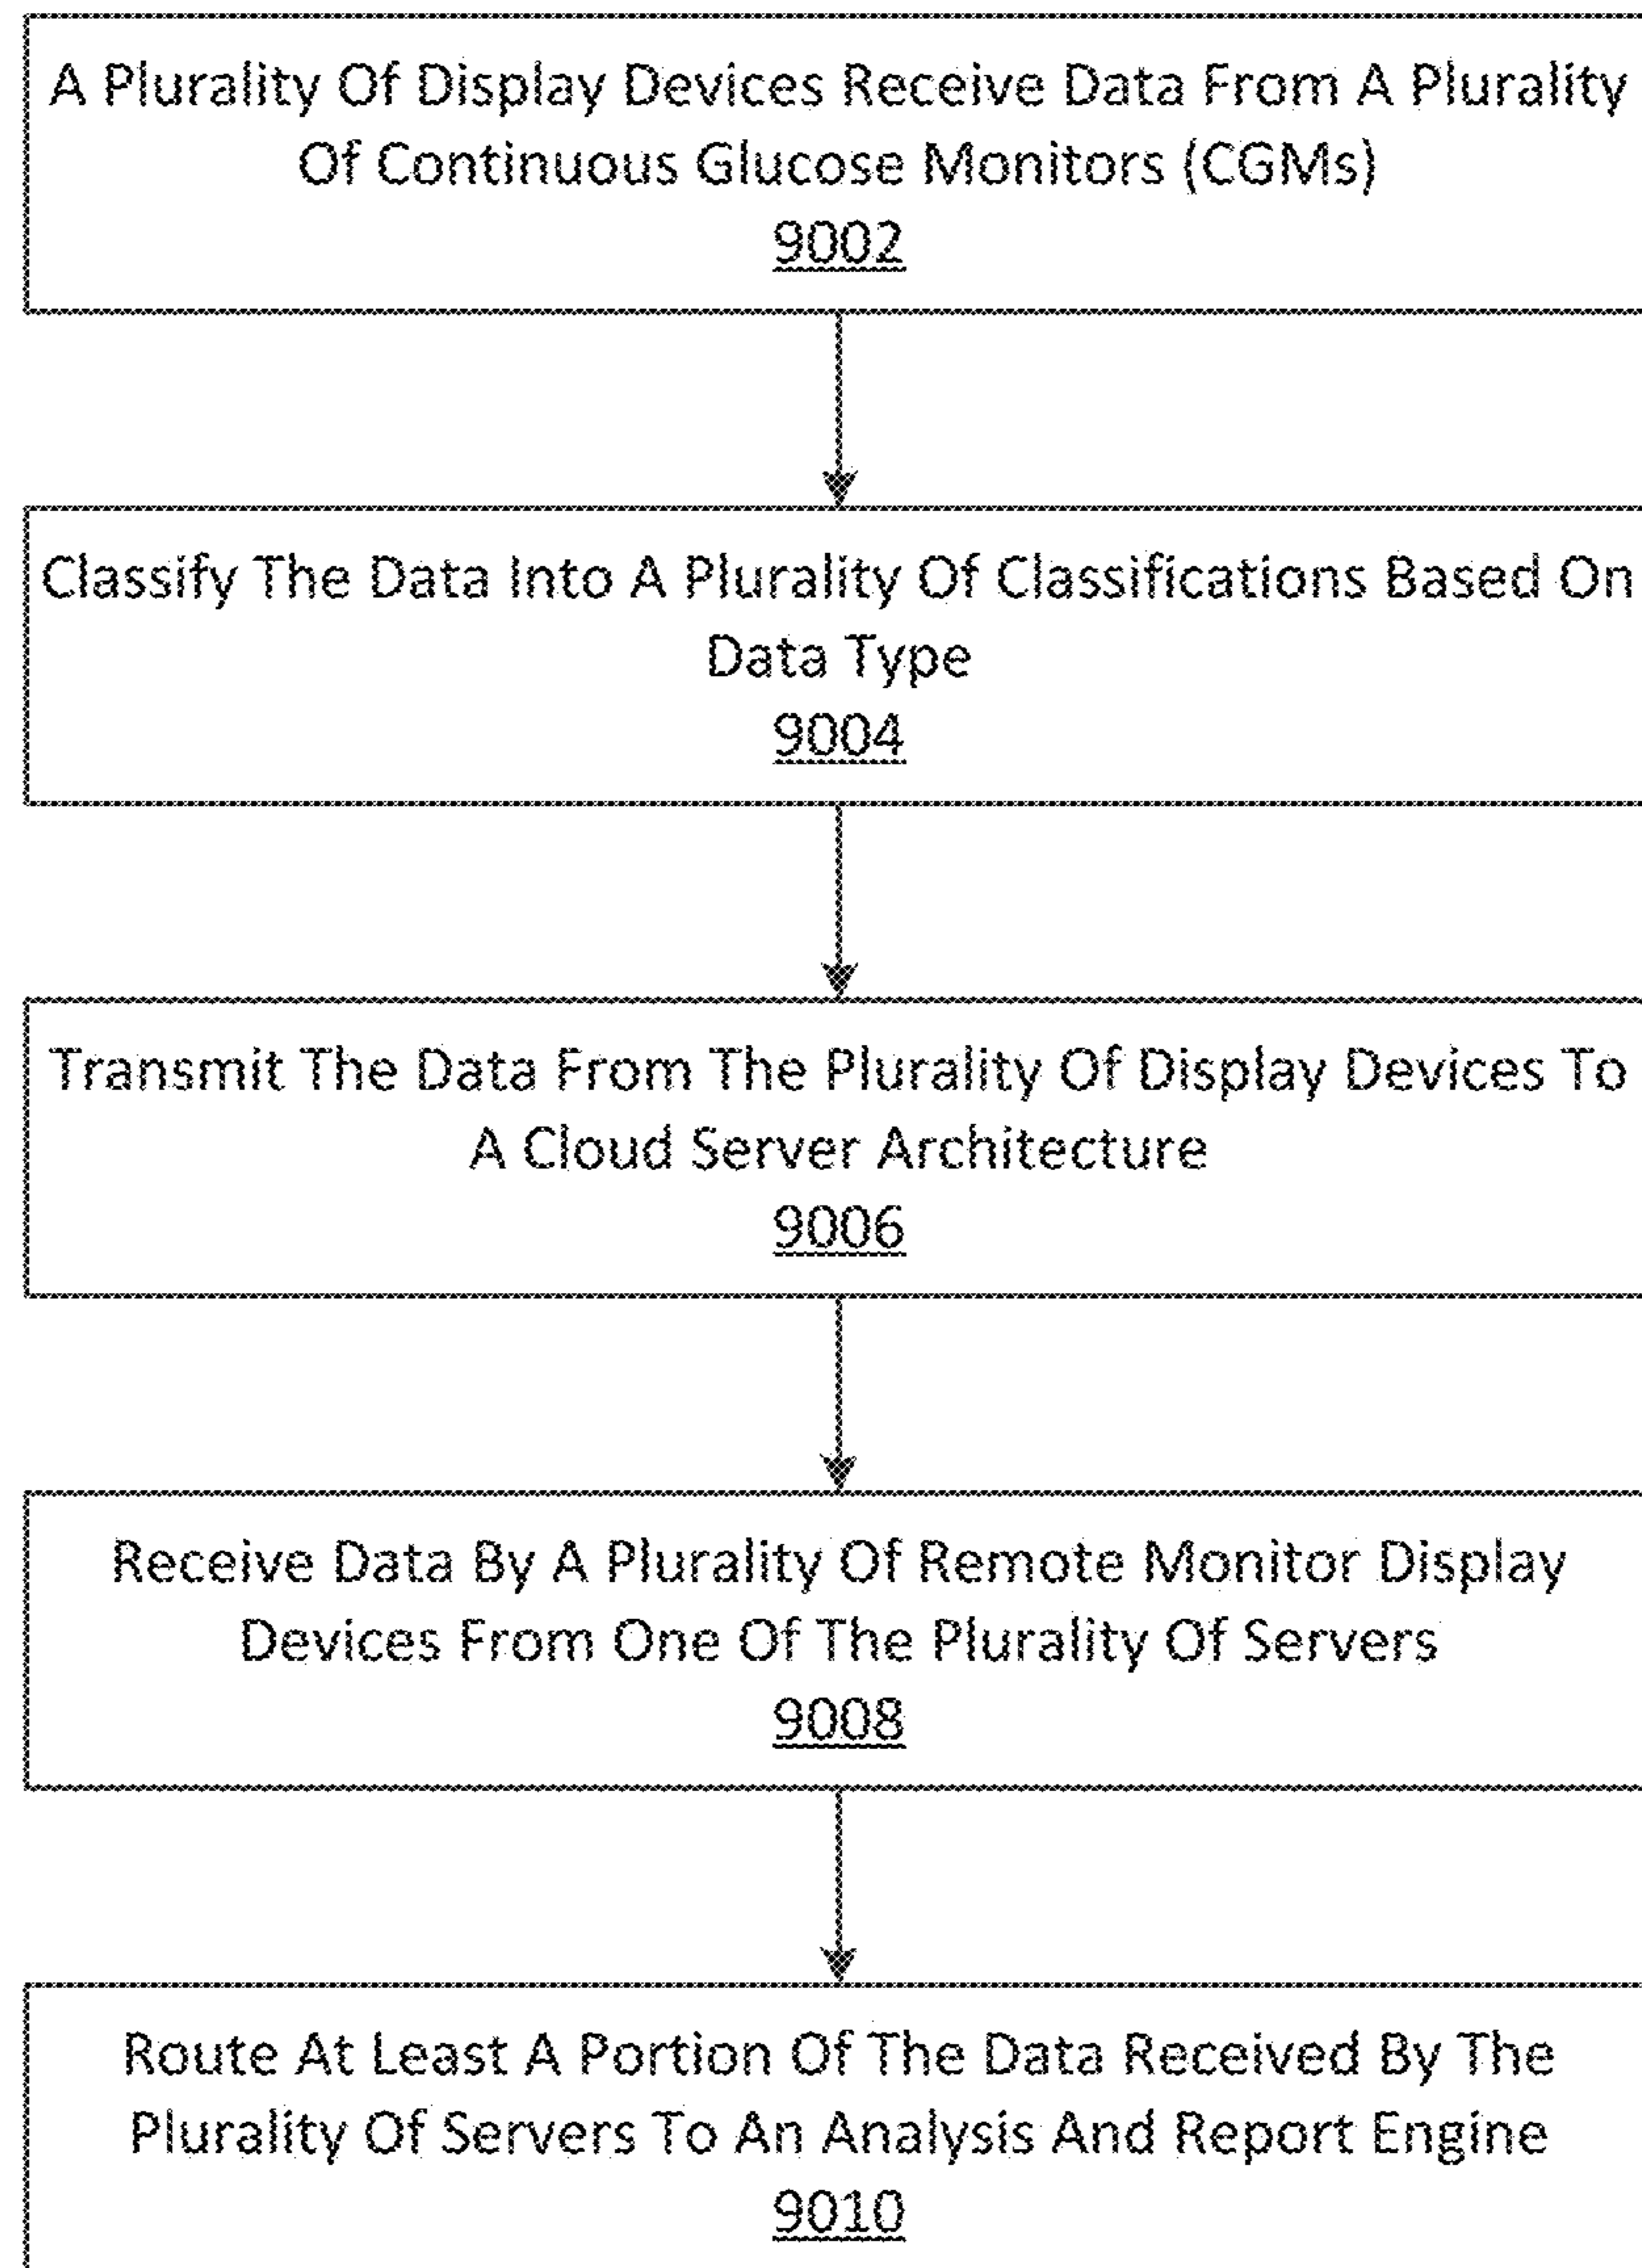 A Plurality Of Display Devices Receive Data From A Plurality
Of Continuous Glucose Monitors (CGMs)
9002
Classify The Data Into A Plurality Of Classifications Based On
Data Type
9004
Transmit The Data From The Plurality Of Display Devices To
A Cloud Server Architecture
9006
Receive Data By A Plurality Of Remote Monitor Display
Devices From One Of The Plurality Of Servers
9008
Route At Least A Portion Of The Data Received By The
Plurality Of Servers To An Analysis And Report Engine
9010